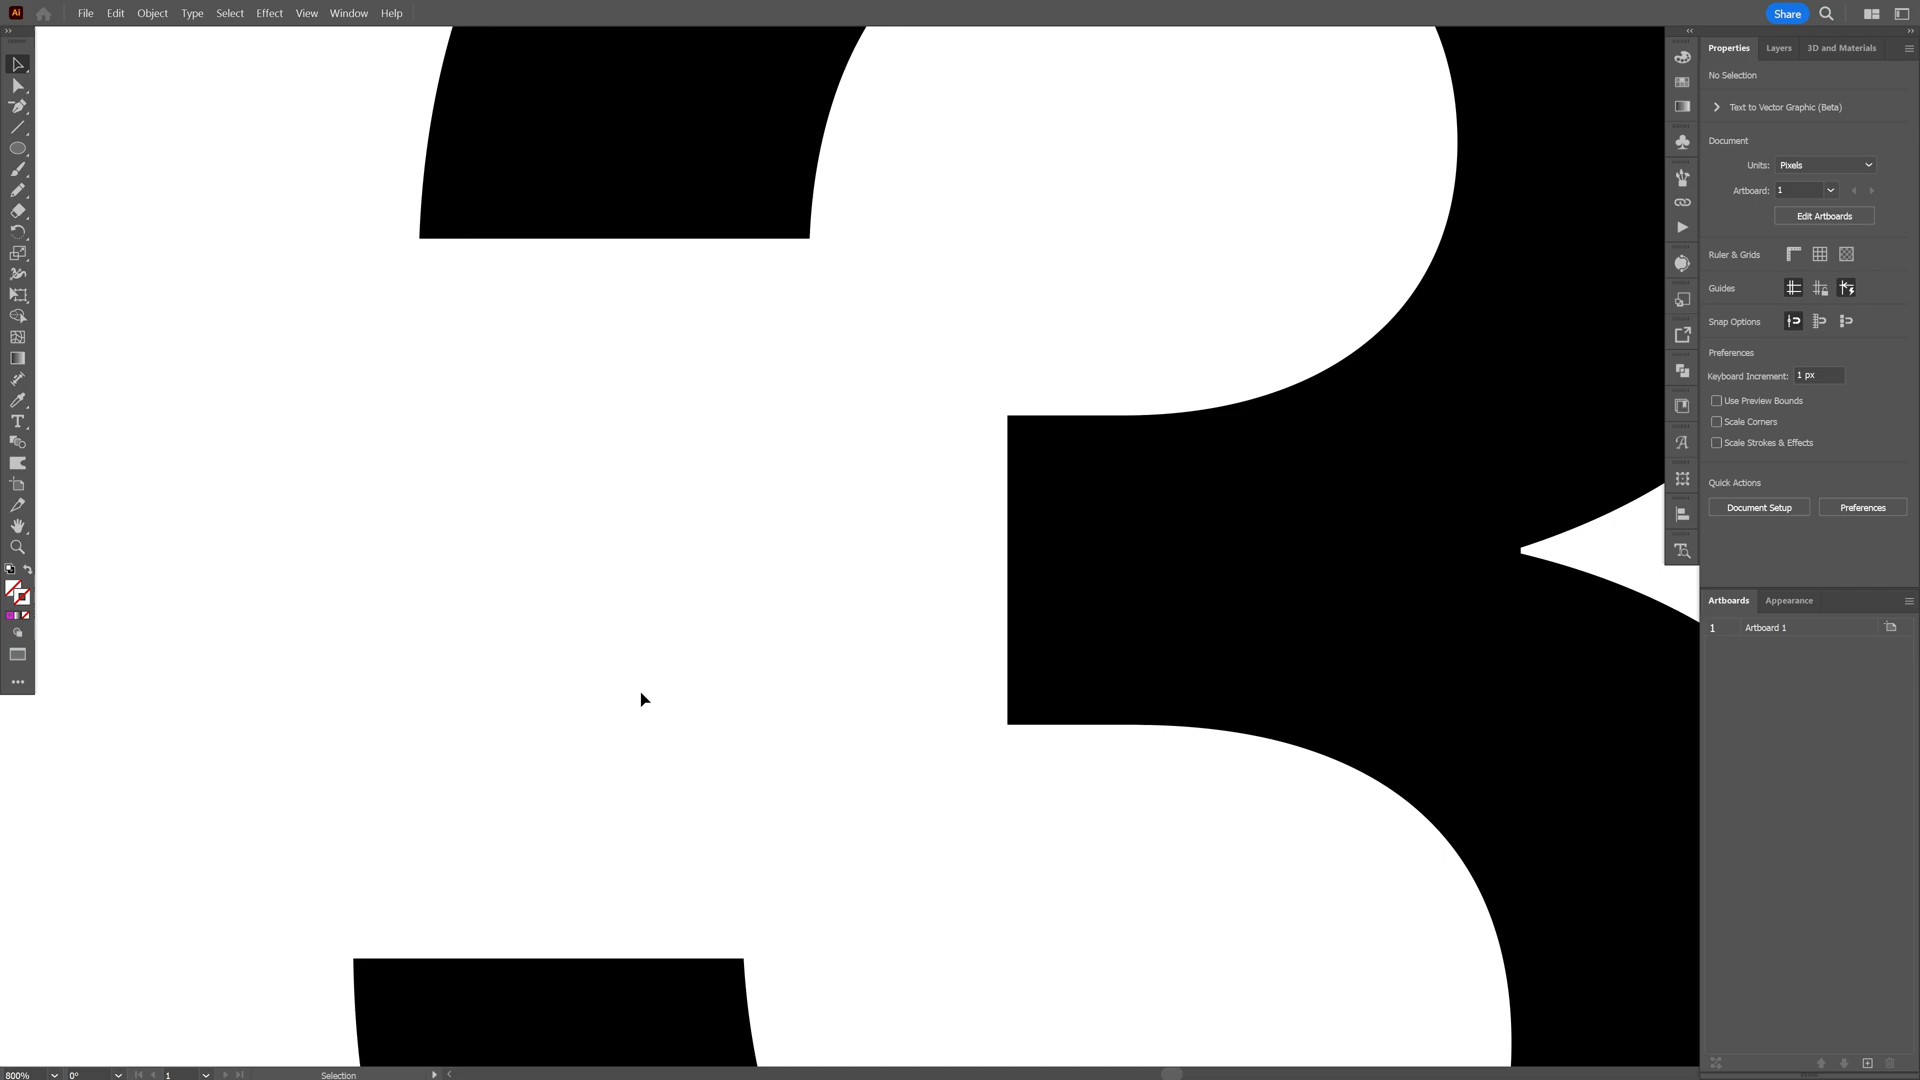 Ai
File Edit Object Type Select Effect View Window Help
Share
Properties Layers 3D and Materials
No Selection
Text to Vector Graphic (Beta)
Document
Units: Pixels
Artboard: 1
Edit Artboards
Ruler & Grids
Guides
Snap Options
Preferences
Keyboard Increment: 1 px
Use Preview Bounds
Scale Corners
Scale Strokes & Effects
Quick Actions
Document Setup Preferences
Artboards Appearance
1 Artboard 1
800% 0° 1 Selection
3